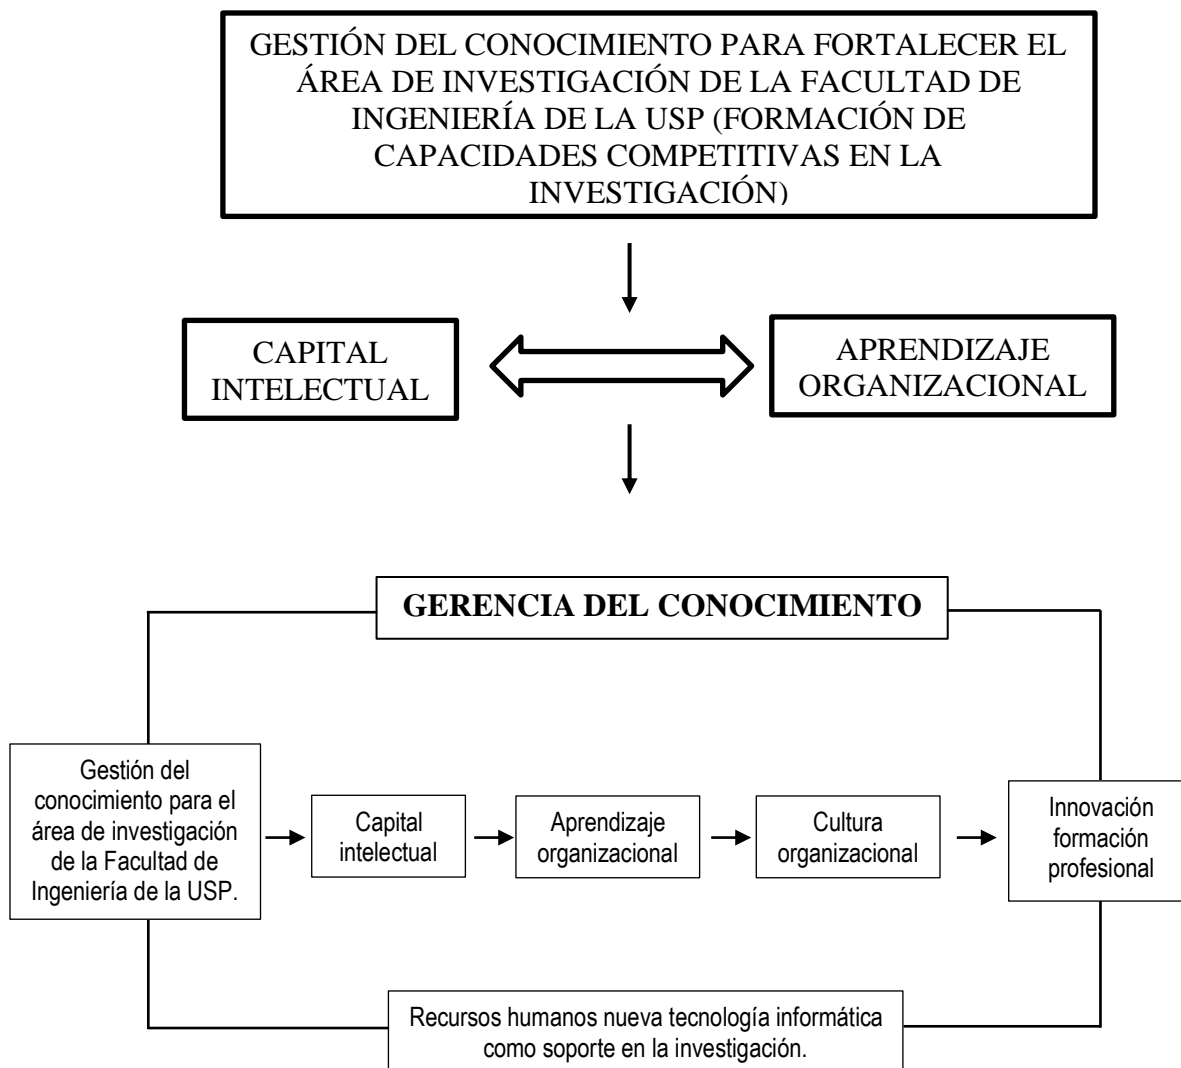 GESTIÓN DEL CONOCIMIENTO PARA FORTALECER EL
ÁREA DE INVESTIGACIÓN DE LA FACULTAD DE
INGENIERÍA DE LA USP (FORMACIÓN DE
CAPACIDADES COMPETITIVAS EN LA
INVESTIGACIÓN)
CAPITAL
INTELECTUAL
APRENDIZAJE
ORGANIZACIONAL
GERENCIA DEL CONOCIMIENTO
Gestión del
conocimiento para el
área de investigación
de la Facultad de
Ingeniería de la USP.
Capital
intelectual
Aprendizaje
organizacional
Cultura
organizacional
Innovación
formación
profesional
Recursos humanos nueva tecnología informática
como soporte en la investigación.